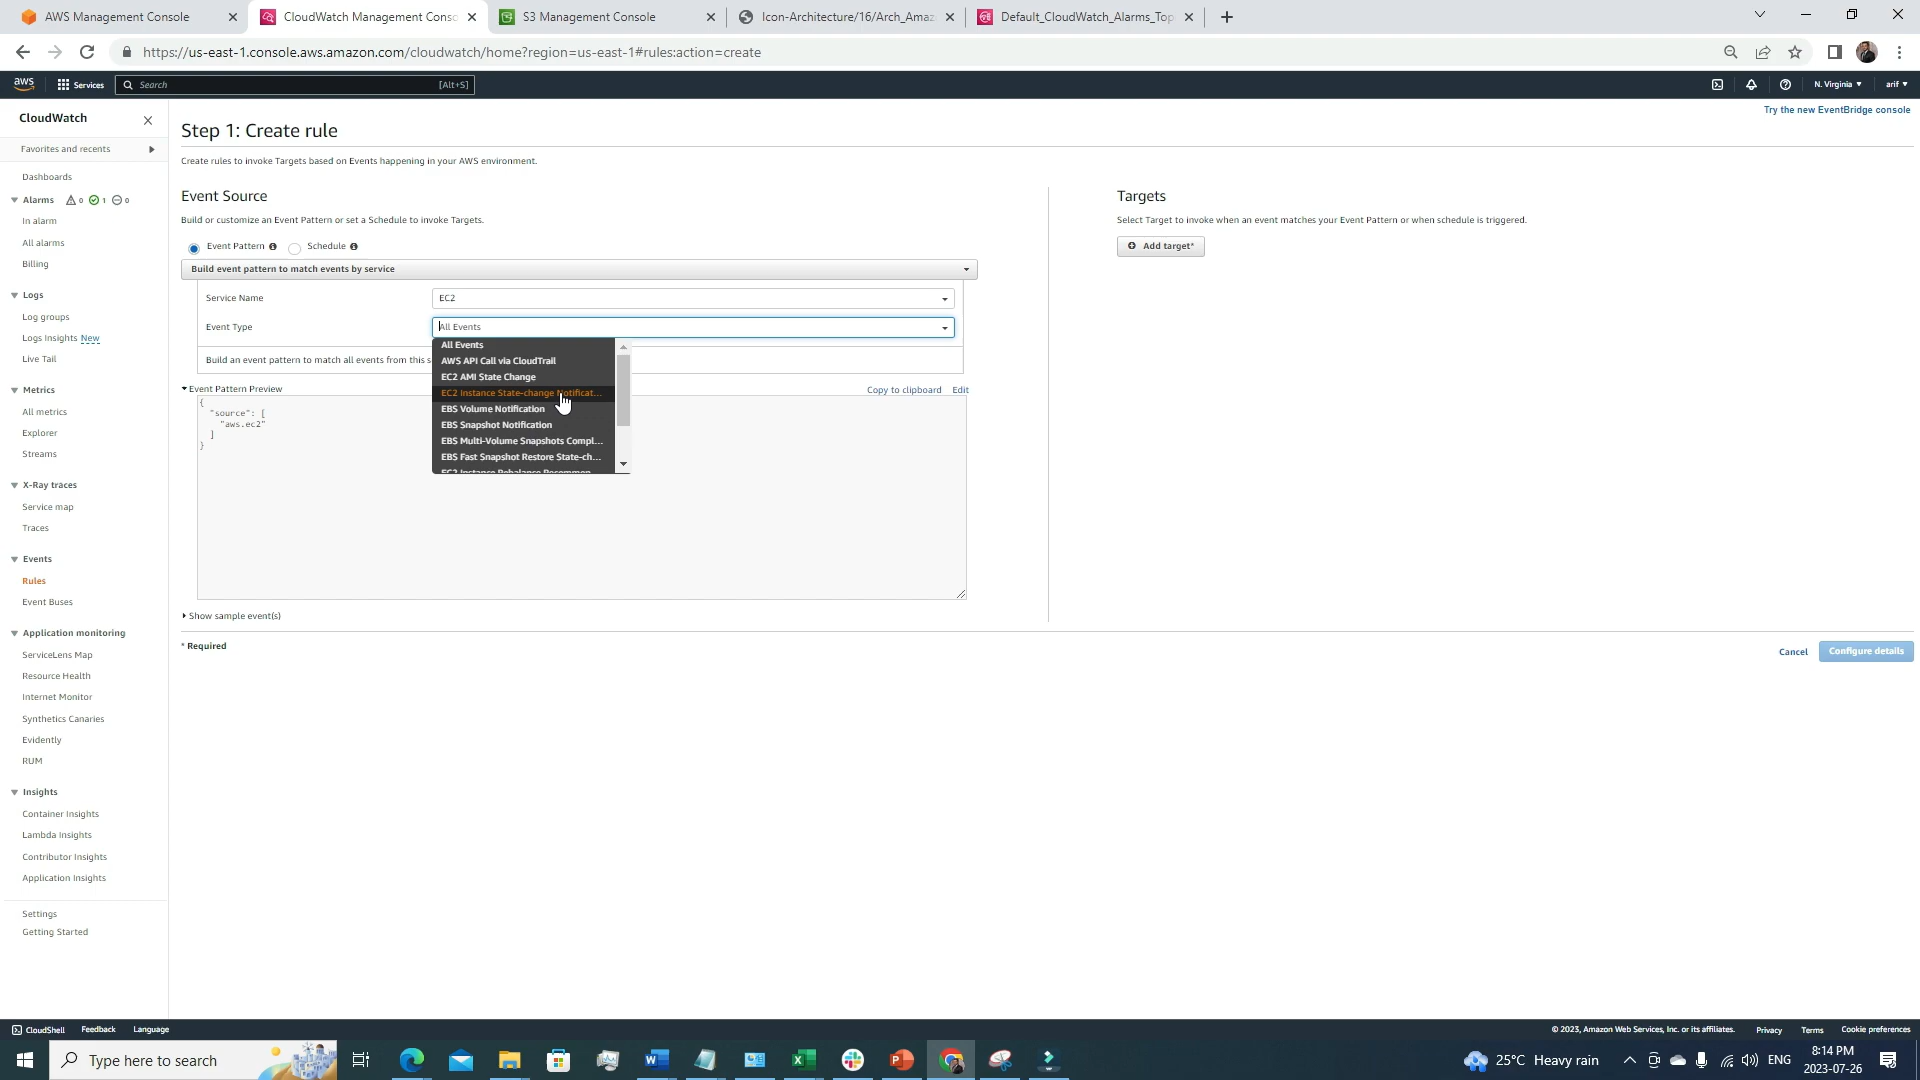 AWS Management Console
CloudWatch Management Conso
S3 Management Console
Icon-Architecture/16/Arch_Amaz
Default_CloudWatch_Alarms_Top
https://us-east-1.console.aws.amazon.com/cloudwatch/home?region=us-east-1#rules:action=create
aws
Services
Search
[Alt+S]
N. Virginia
arif
CloudWatch
Favorites and recents
Dashboards
Alarms 0 1 0
In alarm
All alarms
Billing
Logs
Log groups
Logs Insights New
Live Tail
Metrics
All metrics
Explorer
Streams
X-Ray traces
Service map
Traces
Events
Rules
Event Buses
Application monitoring
ServiceLens Map
Resource Health
Internet Monitor
Synthetics Canaries
Evidently
RUM
Insights
Container Insights
Lambda Insights
Contributor Insights
Application Insights
Settings
Getting Started
Try the new EventBridge console
Step 1: Create rule
Create rules to invoke Targets based on Events happening in your AWS environment.
Event Source
Build or customize an Event Pattern or set a Schedule to invoke Targets.
Event Pattern
Schedule
Build event pattern to match events by service
Service Name
EC2
Event Type
All Events
All Events
AWS API Call via CloudTrail
EC2 AMI State Change
EC2 Instance State-change Notificat...
EBS Volume Notification
EBS Snapshot Notification
EBS Multi-Volume Snapshots Compl...
EBS Fast Snapshot Restore State-ch...
EC2 Instance Rebalance Recommen
Build an event pattern to match all events from this s
Event Pattern Preview
Copy to clipboard
Edit
{
"source": [
"aws.ec2"
]
}
Show sample event(s)
* Required
Targets
Select Target to invoke when an event matches your Event Pattern or when schedule is triggered.
Add target*
Cancel
Configure details
CloudShell
Feedback
Language
© 2023, Amazon Web Services, Inc. or its affiliates.
Privacy
Terms
Cookie preferences
Type here to search
25°C Heavy rain
ENG
8:14 PM
2023-07-26